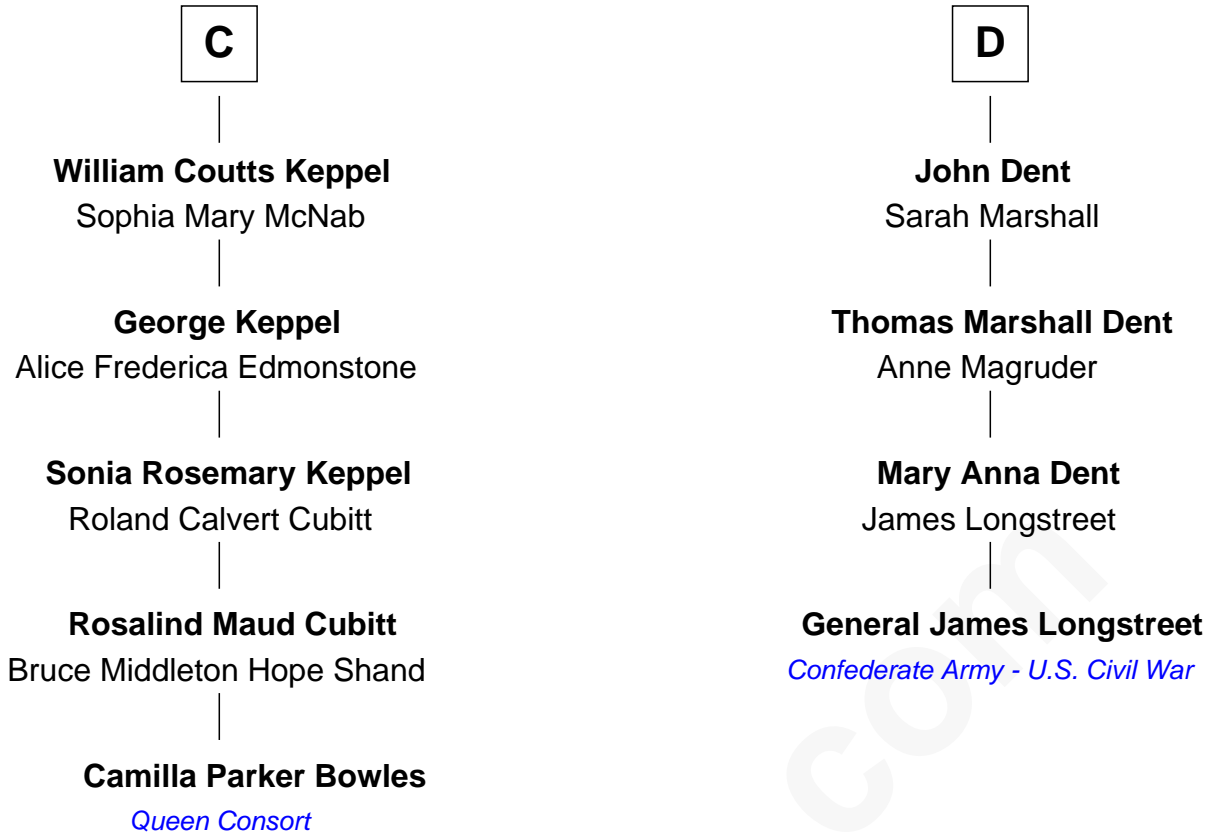 C
William Coutts Keppel
Sophia Mary McNab
George Keppel
Alice Frederica Edmonstone
Sonia Rosemary Keppel
Roland Calvert Cubitt
Rosalind Maud Cubitt
Bruce Middleton Hope Shand
Camilla Parker Bowles
Queen Consort
D
John Dent
Sarah Marshall
Thomas Marshall Dent
Anne Magruder
Mary Anna Dent
James Longstreet
General James Longstreet
Confederate Army - U.S. Civil War
com